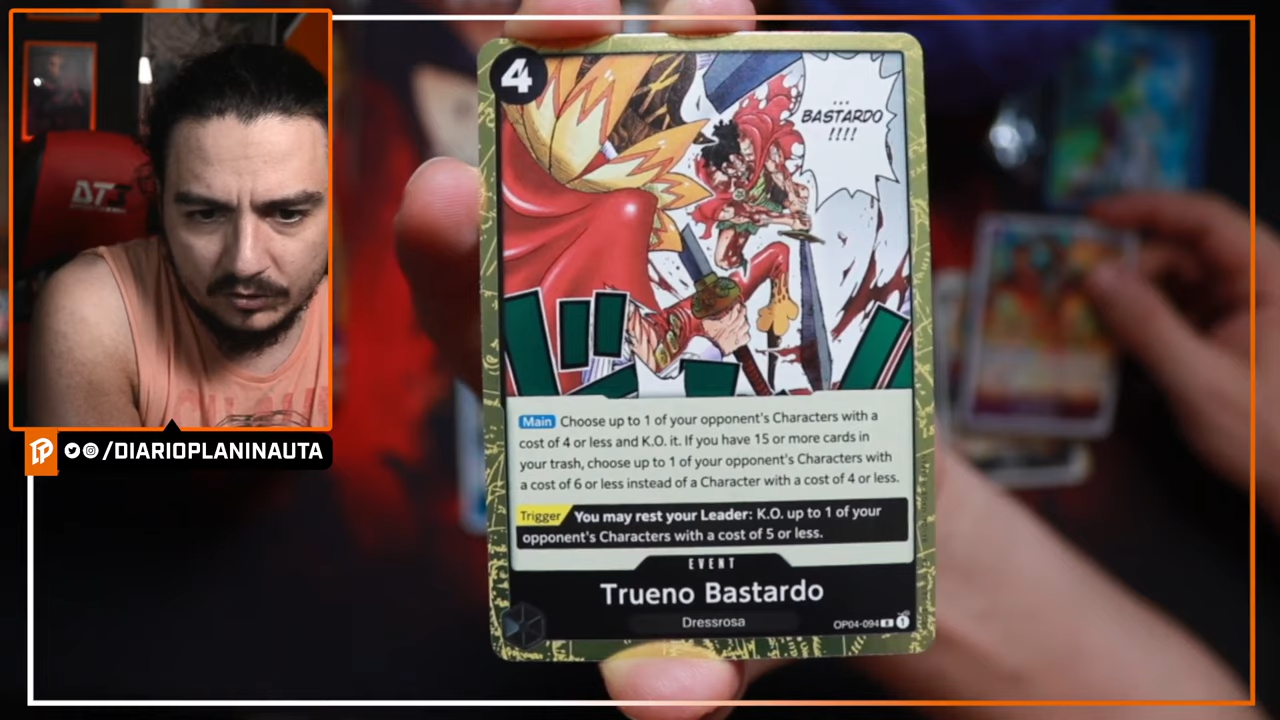 DT3
/DIARIOPLANINAUTA
4
...
BASTARDO
!!!!
Main Choose up to 1 of your opponent's Characters with a
cost of 4 or less and K.O. it. If you have 15 or more cards in
your trash, choose up to 1 of your opponent's Characters with
a cost of 6 or less instead of a Character with a cost of 4 or less.
Trigger You may rest your Leader: K.O. up to 1 of your
opponent's Characters with a cost of 5 or less.
EVENT
Trueno Bastardo
Dressrosa
OP04-094 R 1